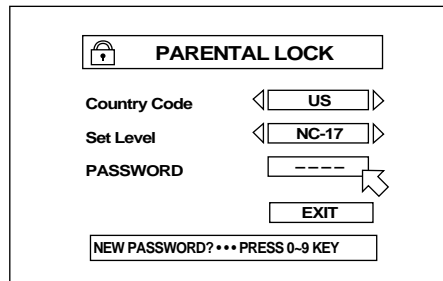 PARENTAL LOCK
Country Code US
Set Level NC-17
PASSWORD ----
EXIT
NEW PASSWORD? • • • PRESS 0~9 KEY